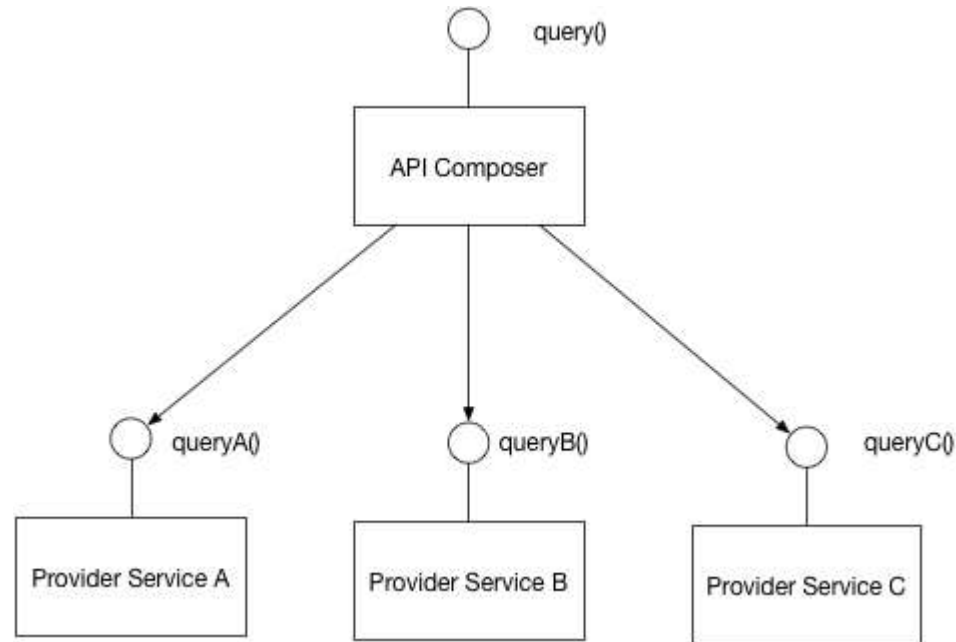 query()
API Composer
queryA()
queryB()
queryC()
Provider Service A
Provider Service B
Provider Service C